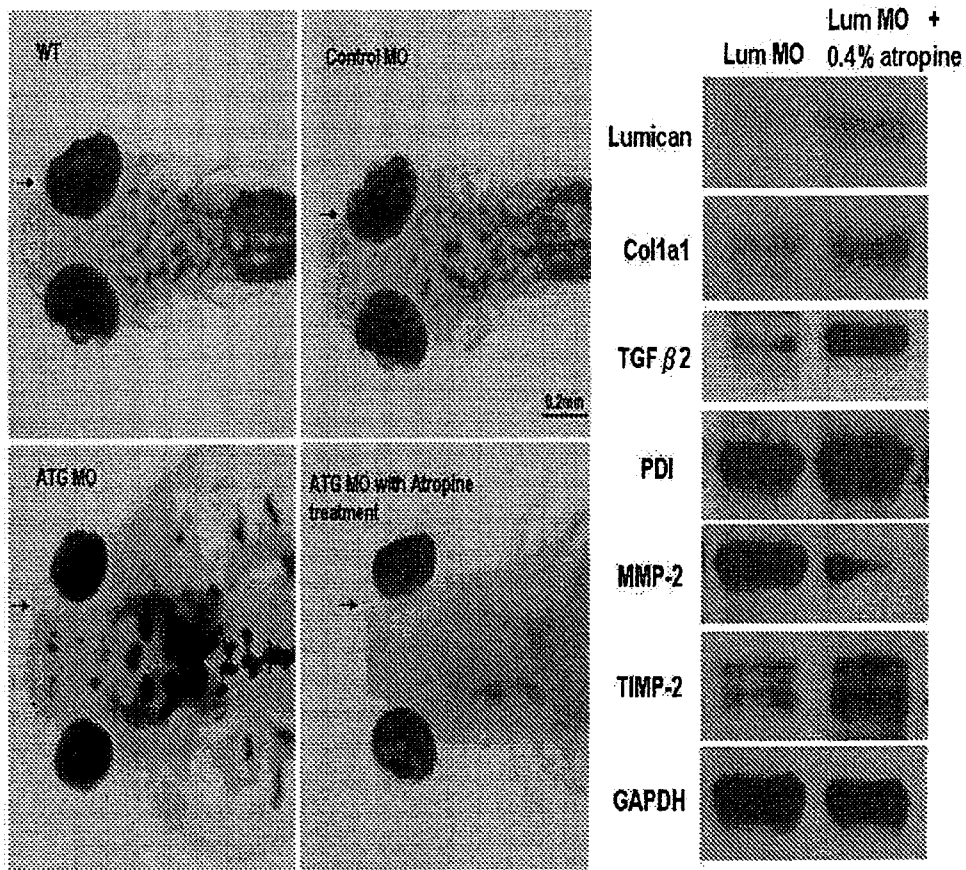 WT
Control MO
0.2mm
ATG MO
ATG MO with Atropine
treatment
Lum MO
Lum MO +
0.4% atropine
Lumican
Col1a1
TGF β2
PDI
MMP-2
TIMP-2
GAPDH